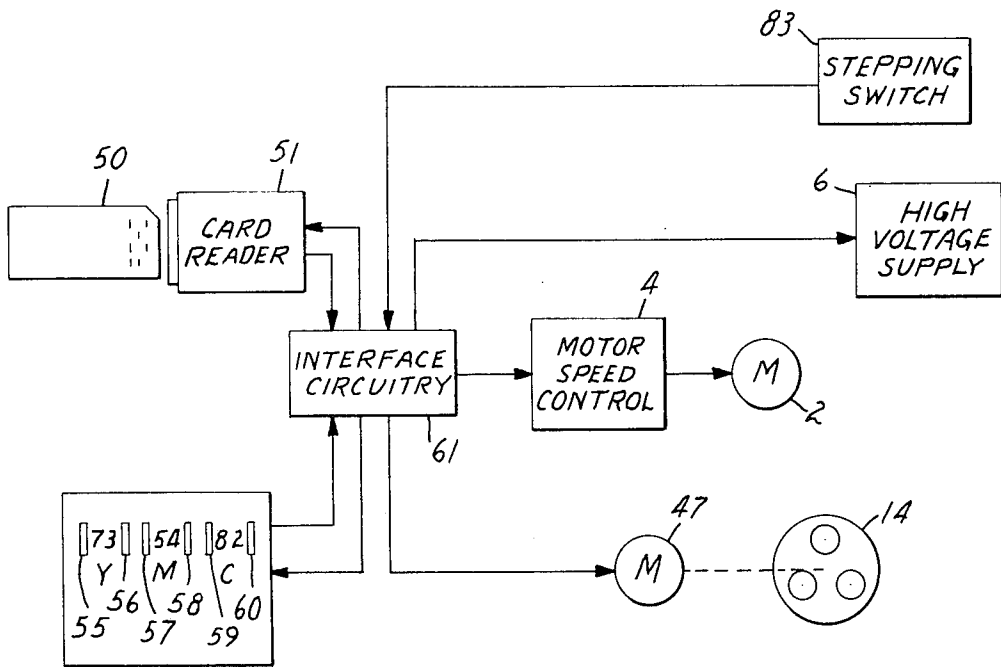 83
STEPPING
SWITCH
50
51
CARD
READER
6
HIGH
VOLTAGE
SUPPLY
4
INTERFACE
CIRCUITRY
MOTOR
SPEED
CONTROL
M
2
61
73 54 82
Y M C
55 56 57 58 59 60
47
M
14